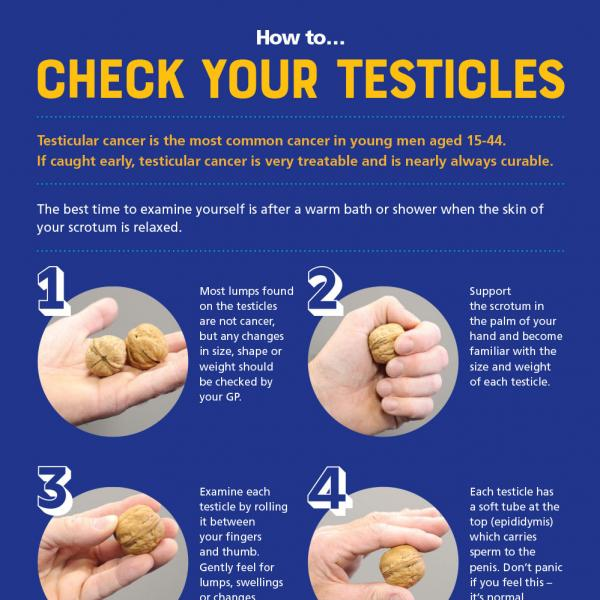 How to...
CHECK YOUR TESTICLES
Testicular cancer is the most common cancer in young men aged 15-44.
If caught early, testicular cancer is very treatable and is nearly always curable.
The best time to examine yourself is after a warm bath or shower when the skin of
your scrotum is relaxed.
1
Most lumps found
on the testicles
are not cancer,
but any changes
in size, shape or
weight should
be checked by
your GP.
2
Support
the scrotum in
the palm of your
hand and become
familiar with the
size and weight
of each testicle.
3
Examine each
testicle by rolling
it between
your fingers
and thumb.
Gently feel for
lumps, swellings
or changes
4
Each testicle has
a soft tube at the
top (epididymis)
which carries
sperm to the
penis. Don't panic
if you feel this –
it's normal